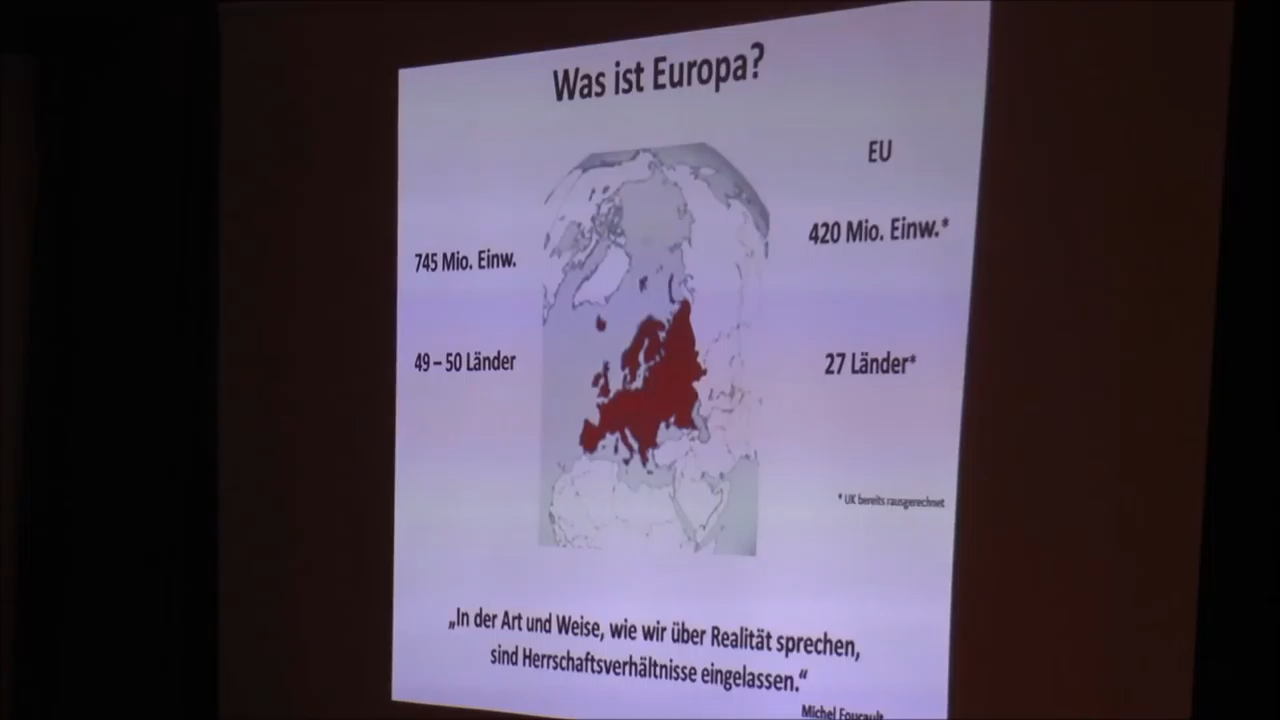 Was ist Europa?
EU
745 Mio. Einw.
420 Mio. Einw.*
49 – 50 Länder
27 Länder*
* UK bereits rausgerechnet
„In der Art und Weise, wie wir über Realität sprechen,
sind Herrschaftsverhältnisse eingelassen.“
Michel Foucault